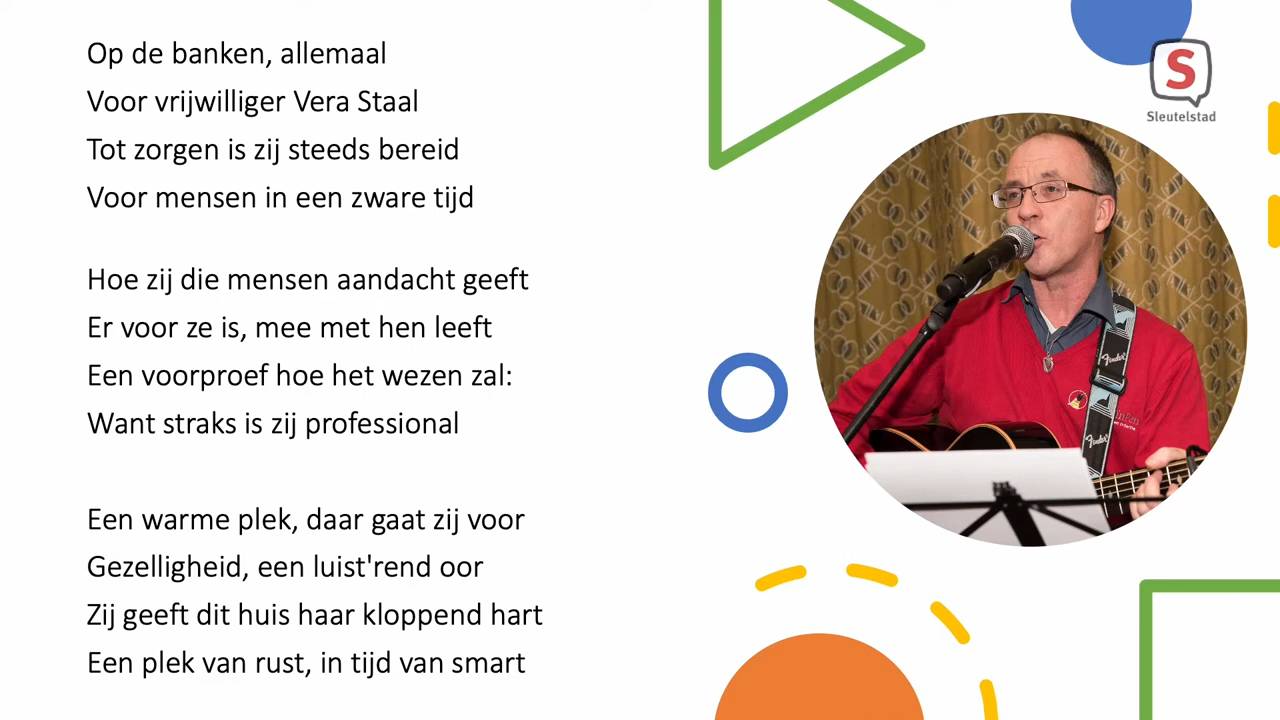 Op de banken, allemaal
Voor vrijwilliger Vera Staal
Tot zorgen is zij steeds bereid
Voor mensen in een zware tijd
Hoe zij die mensen aandacht geeft
Er voor ze is, mee met hen leeft
Een voorproef hoe het wezen zal:
Want straks is zij professional
Een warme plek, daar gaat zij voor
Gezelligheid, een luist'rend oor
Zij geeft dit huis haar kloppend hart
Een plek van rust, in tijd van smart
S
Sleutelstad
Fender
Fender